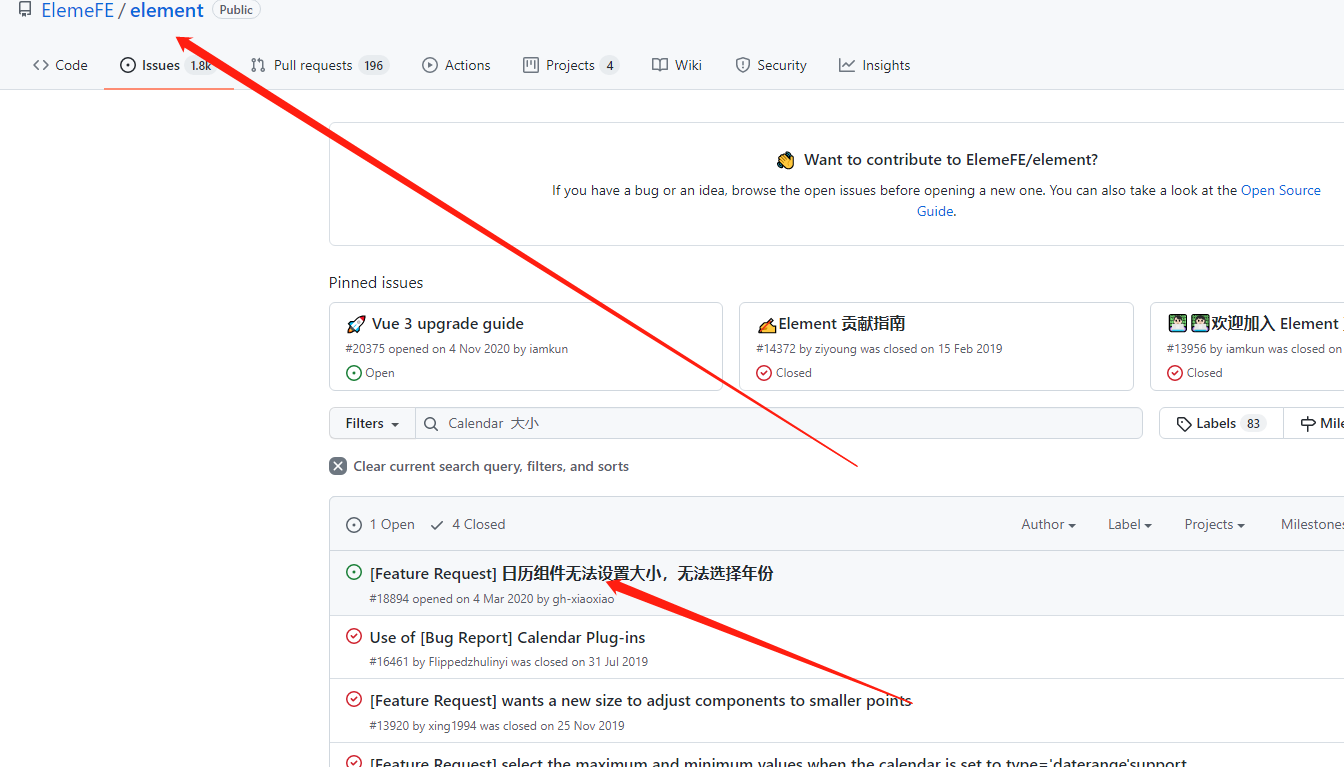 ElemeFE / element Public
Code Issues 1.8k Pull requests 196 Actions Projects 4 Wiki Security Insights
Want to contribute to ElemeFE/element?
If you have a bug or an idea, browse the open issues before opening a new one. You can also take a look at the Open Source
Guide.
Pinned issues
Vue 3 upgrade guide
#20375 opened on 4 Nov 2020 by iamkun
Open
Element 贡献指南
#14372 by ziyoung was closed on 15 Feb 2019
Closed
欢迎加入 Element
#13956 by iamkun was closed on
Closed
Filters Calendar 大小 Labels 83 Mile
Clear current search query, filters, and sorts
1 Open 4 Closed Author Label Projects Milestones
[Feature Request] 日历组件无法设置大小，无法选择年份
#18894 opened on 4 Mar 2020 by gh-xiaoxiao
Use of [Bug Report] Calendar Plug-ins
#16461 by Flippedzhulinyi was closed on 31 Jul 2019
[Feature Request] wants a new size to adjust components to smaller points
#13920 by xing1994 was closed on 25 Nov 2019
[Feature Request] select the maximum and minimum values when the calendar is set to type='daterange'support